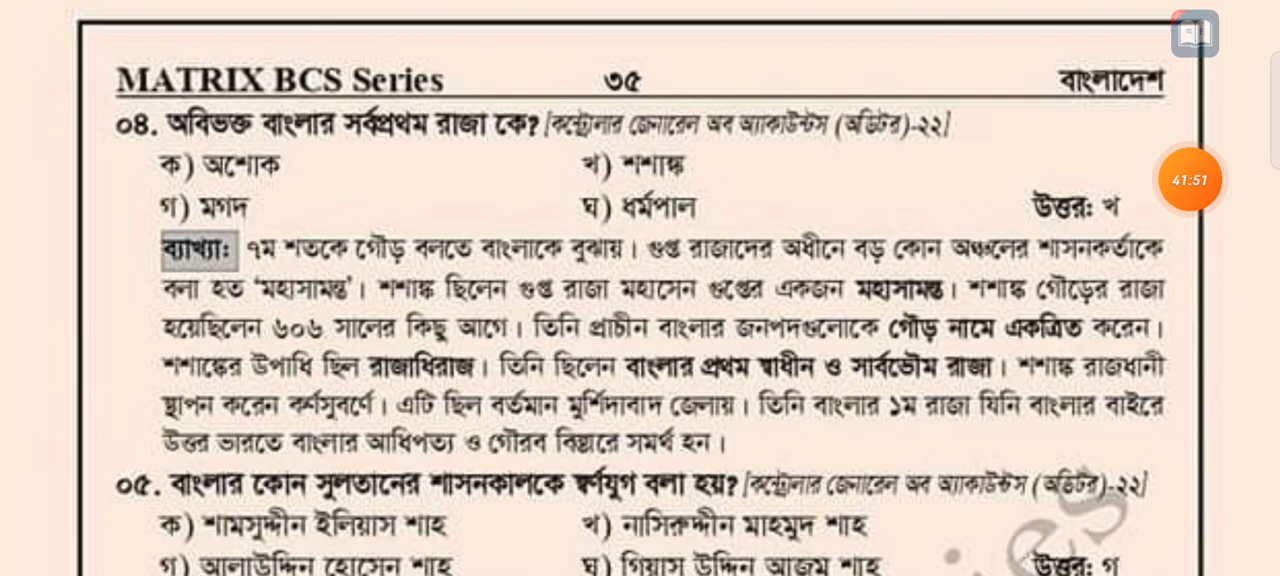 MATRIX BCS Series ৩৫ বাংলাদেশ
০৪. অবিভক্ত বাংলার সর্বপ্রথম রাজা কে? [কন্ট্রোলার জেনারেল অব অ্যাকাউন্টস (অডিটর)-২২]
ক) অশোক খ) শশাঙ্ক
গ) মগদ ঘ) ধর্মপাল উত্তর: খ
41:51
ব্যাখ্যা: ৭ম শতকে গৌড় বলতে বাংলাকে বুঝায়। গুপ্ত রাজাদের অধীনে বড় কোন অঞ্চলের শাসনকর্তাকে
বলা হত ‘মহাসামন্ত’। শশাঙ্ক ছিলেন গুপ্ত রাজা মহাসেন গুপ্তের একজন মহাসামন্ত। শশাঙ্ক গৌড়ের রাজা
হয়েছিলেন ৬০৬ সালের কিছু আগে। তিনি প্রাচীন বাংলার জনপদগুলোকে গৌড় নামে একত্রিত করেন।
শশাঙ্কের উপাধি ছিল রাজাধিরাজ। তিনি ছিলেন বাংলার প্রথম স্বাধীন ও সার্বভৌম রাজা। শশাঙ্ক রাজধানী
স্থাপন করেন কর্ণসুবর্ণে। এটি ছিল বর্তমান মুর্শিদাবাদ জেলায়। তিনি বাংলার ১ম রাজা যিনি বাংলার বাইরে
উত্তর ভারতে বাংলার আধিপত্য ও গৌরব বিস্তারে সমর্থ হন।
০৫. বাংলার কোন সুলতানের শাসনকালকে স্বর্ণযুগ বলা হয়? [কন্ট্রোলার জেনারেল অব অ্যাকাউন্টস (অডিটর)-২২]
ক) শামসুদ্দীন ইলিয়াস শাহ খ) নাসিরুদ্দীন মাহমুদ শাহ
গ) আলাউদ্দিন হোসেন শাহ ঘ) গিয়াস উদ্দিন আজম শাহ উত্তর: গ